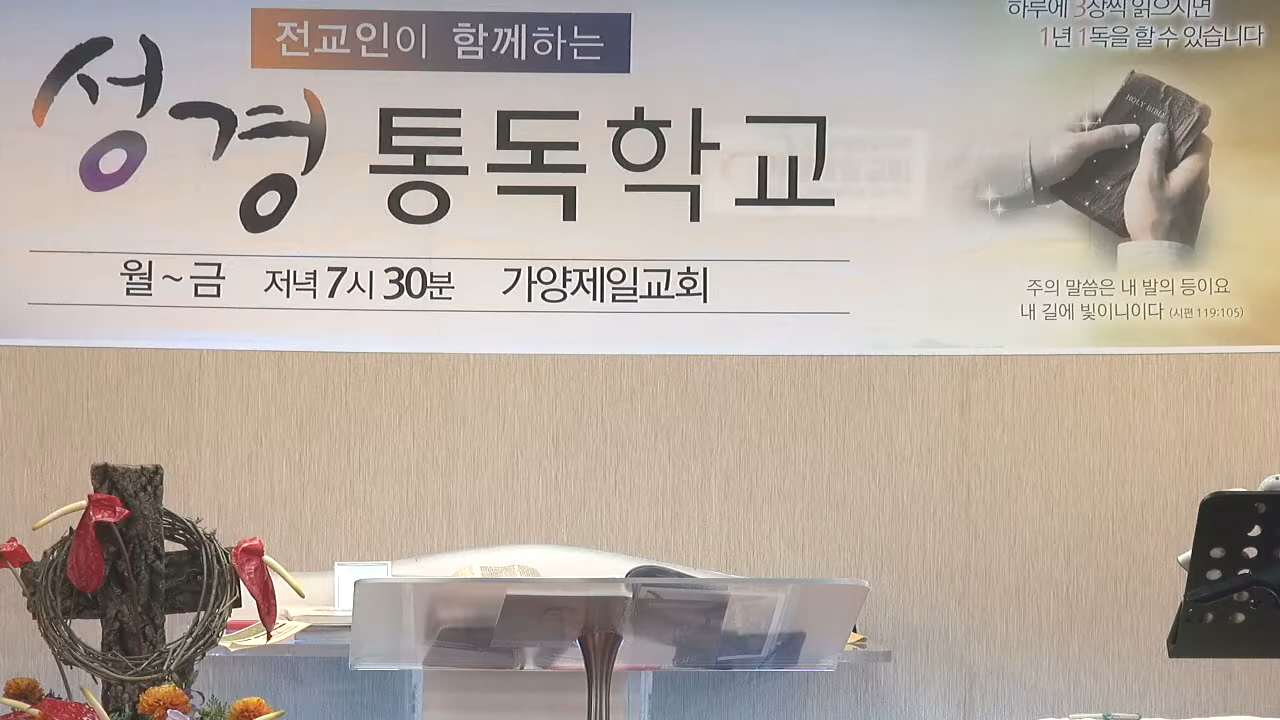 전교인이 함께하는
성경 통독학교
월~금 저녁 7시 30분 가양제일교회
하루에 3장씩 읽으시면
1년 1독을 할 수 있습니다
HOLY BIBLE
주의 말씀은 내 발의 등이요
내 길에 빛이니이다 (시편 119:105)